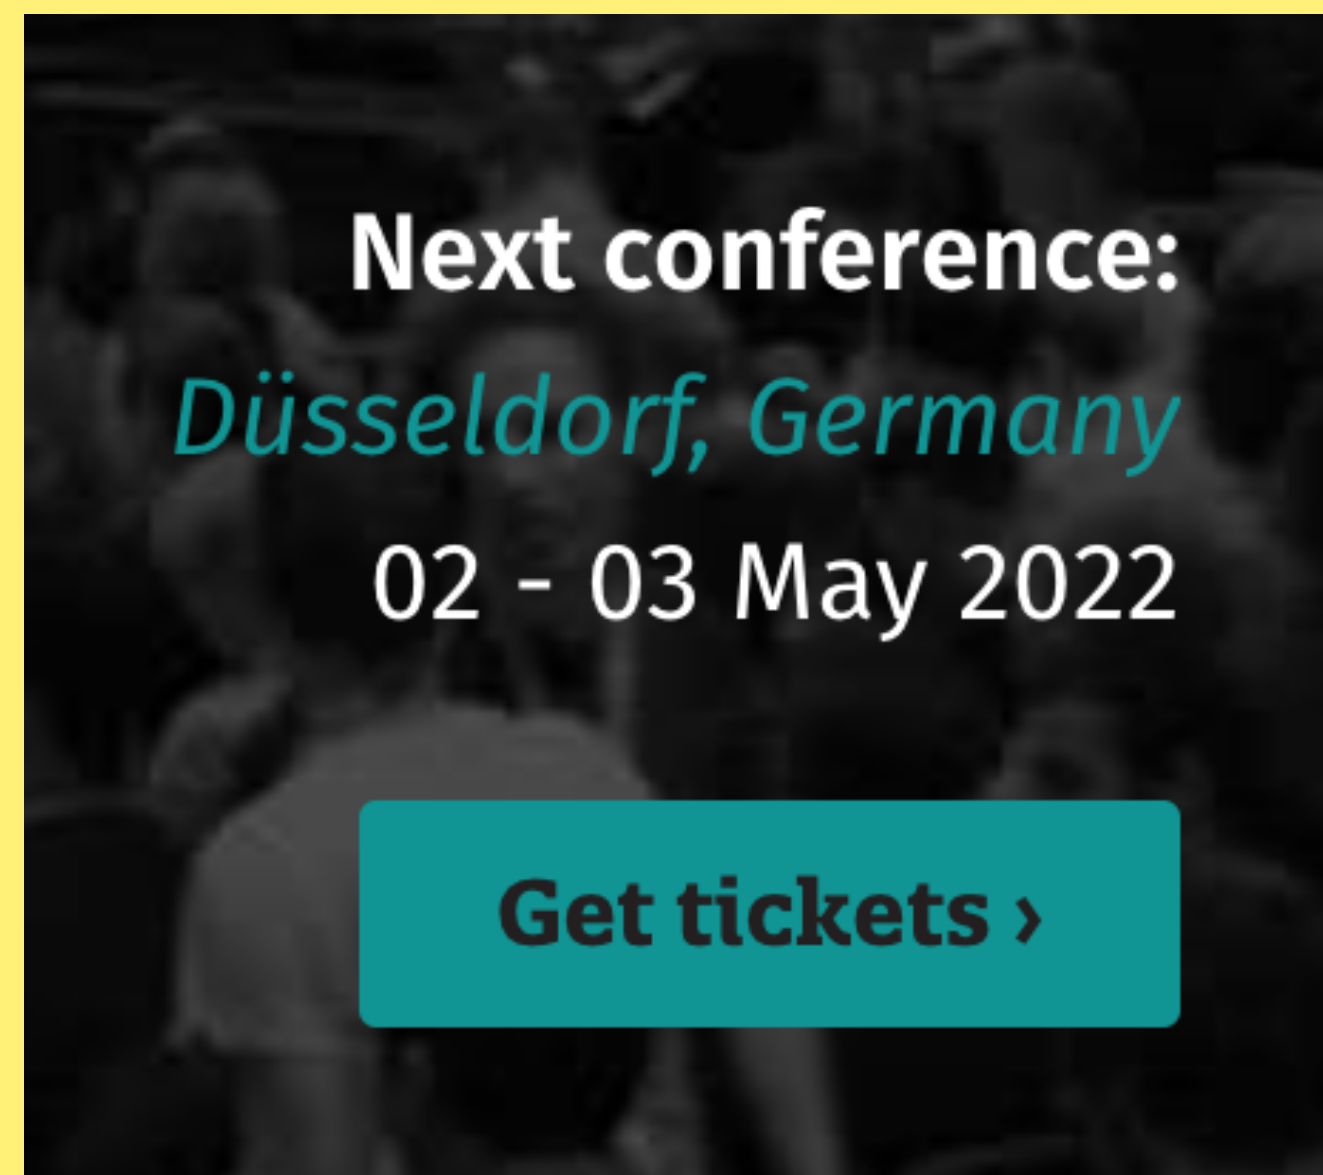 Next conference:
Düsseldorf, Germany
02 - 03 May 2022
Get tickets ›